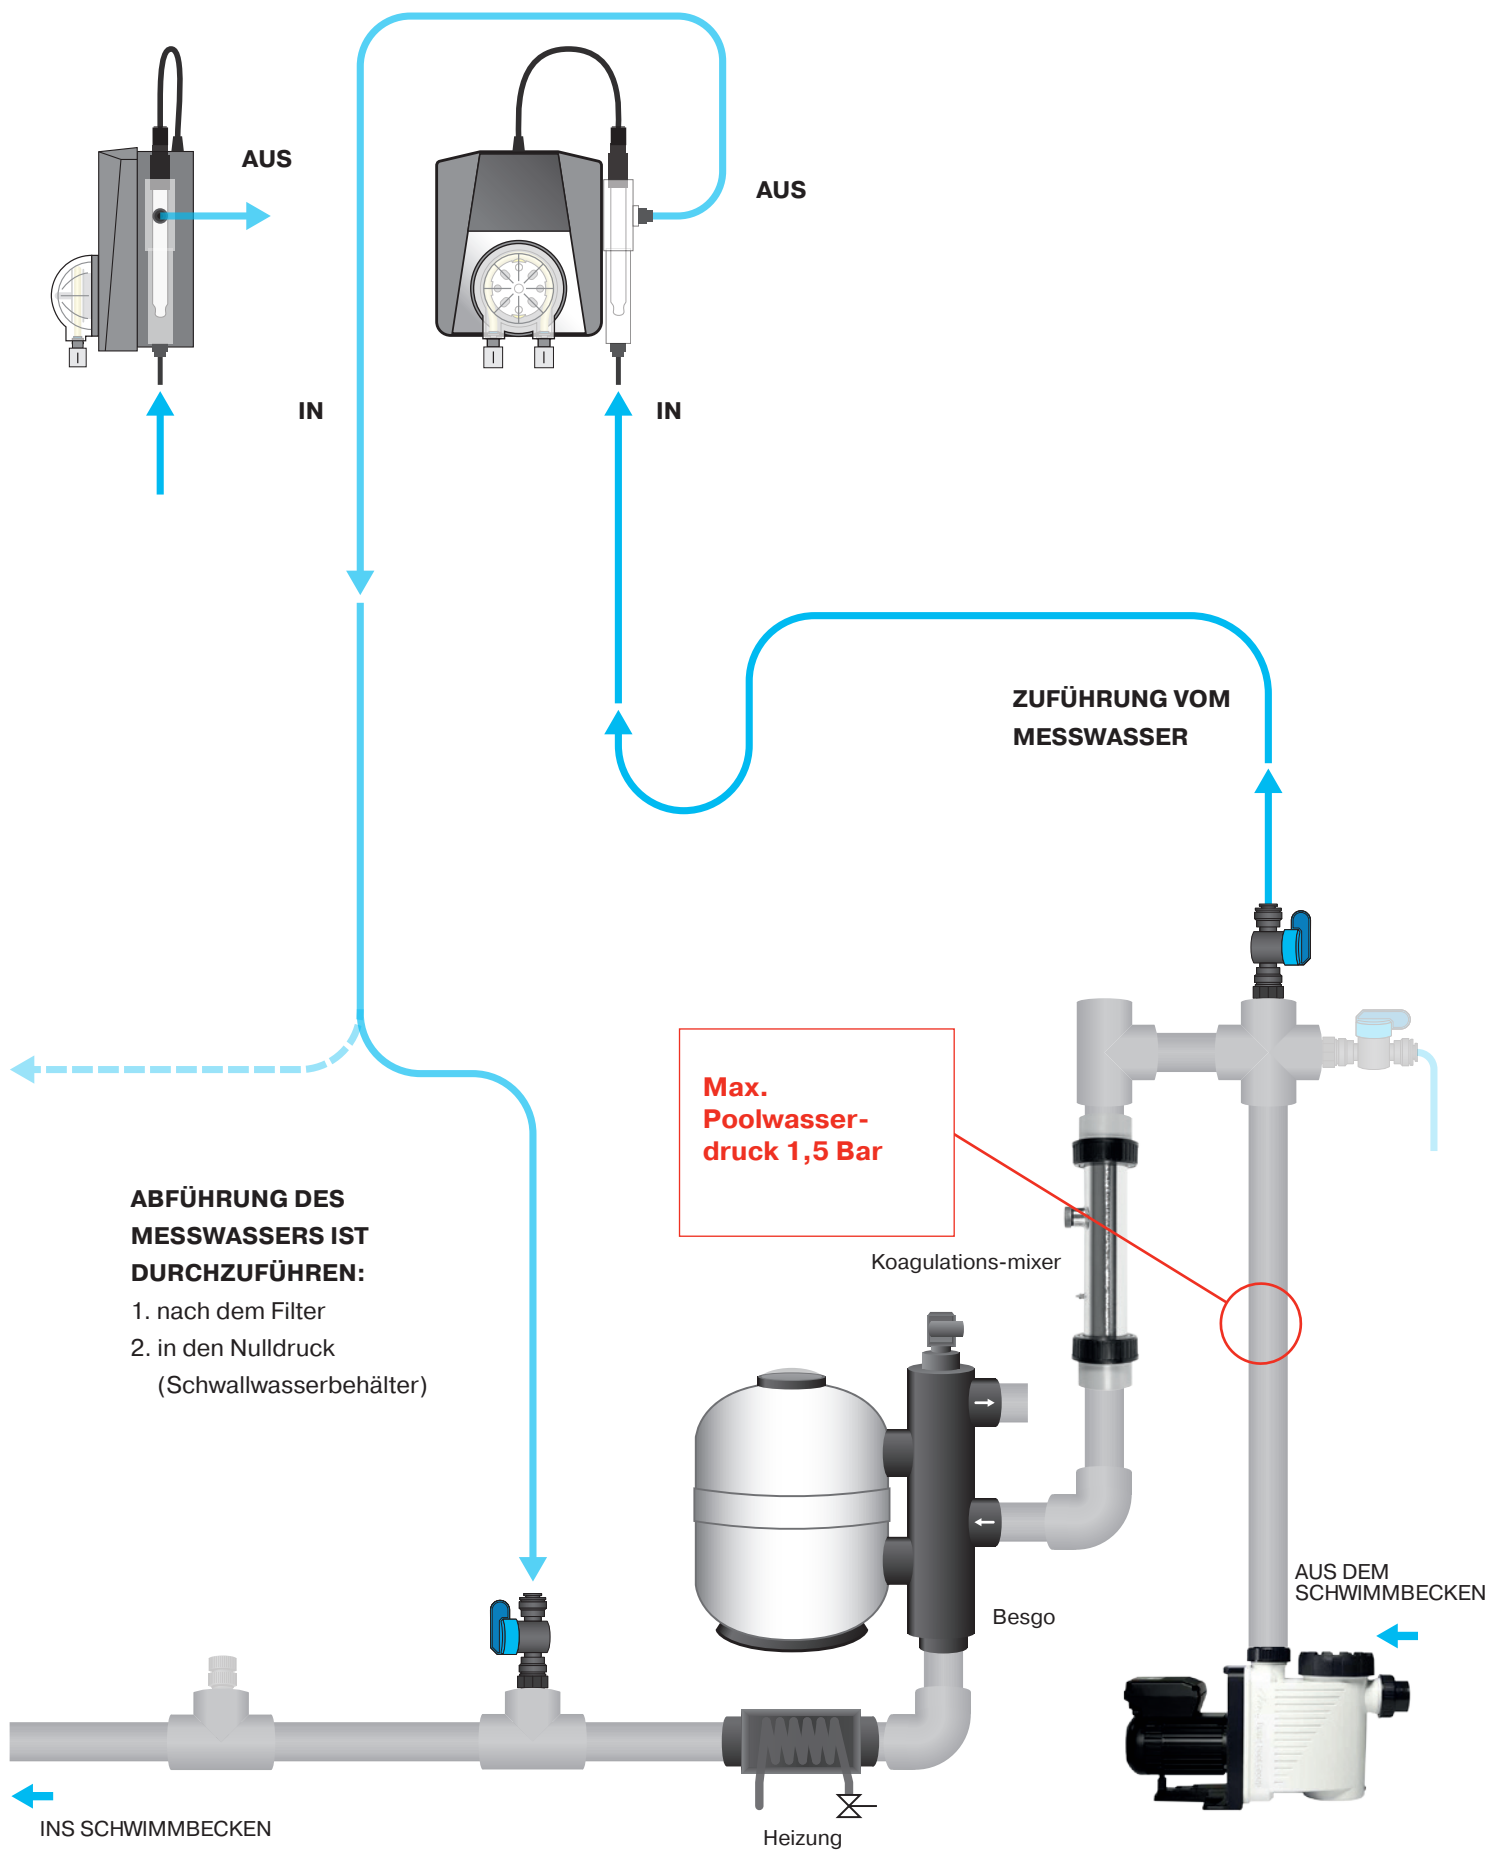 AUS
AUS
IN
IN
ZUFÜHRUNG VOM
MESSWASSER
Max.
Poolwasser-
druck 1,5 Bar
ABFÜHRUNG DES
MESSWASSERS IST
DURCHZUFÜHREN:
1. nach dem Filter
2. in den Nulldruck
(Schwallwasserbehälter)
Koagulations-mixer
Besgo
AUS DEM
SCHWIMMBECKEN
INS SCHWIMMBECKEN
Heizung